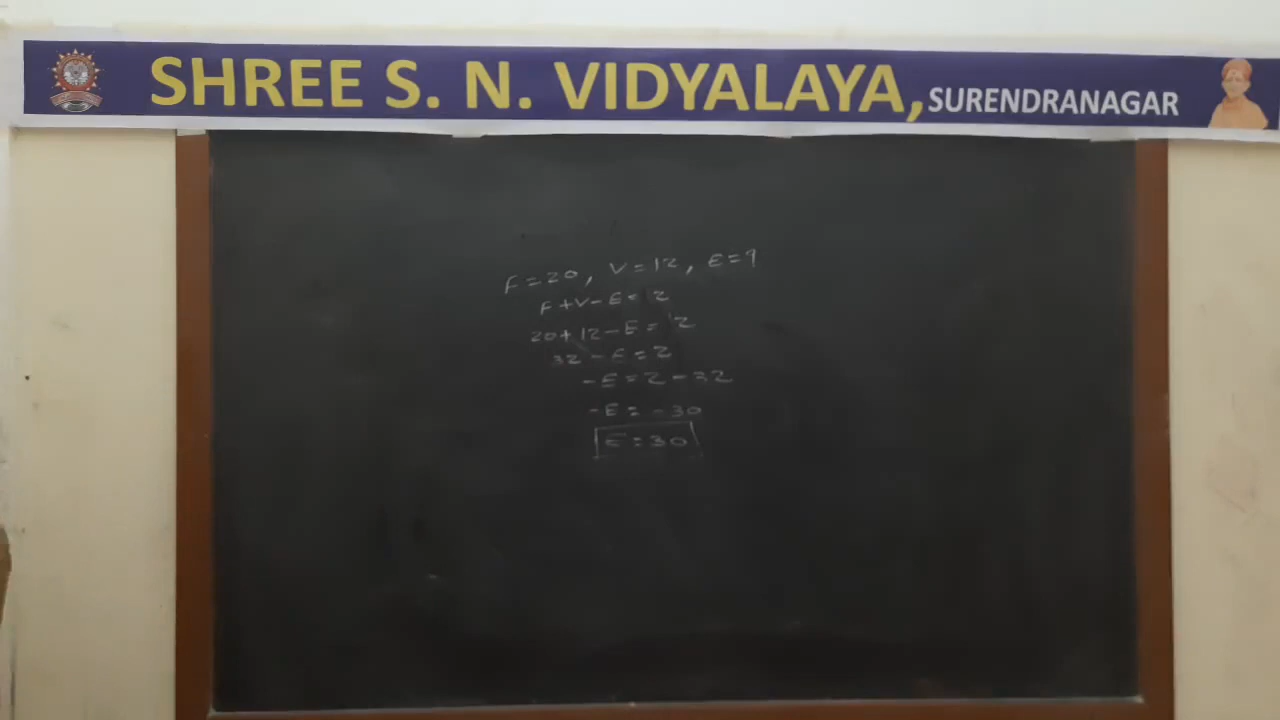 SHREE S. N. VIDYALAYA, SURENDRANAGAR
F = 20, V = 12, E = ?
F + V - E = 2
20 + 12 - E = 2
32 - E = 2
- E = 2 - 32
- E = - 30
E = 30